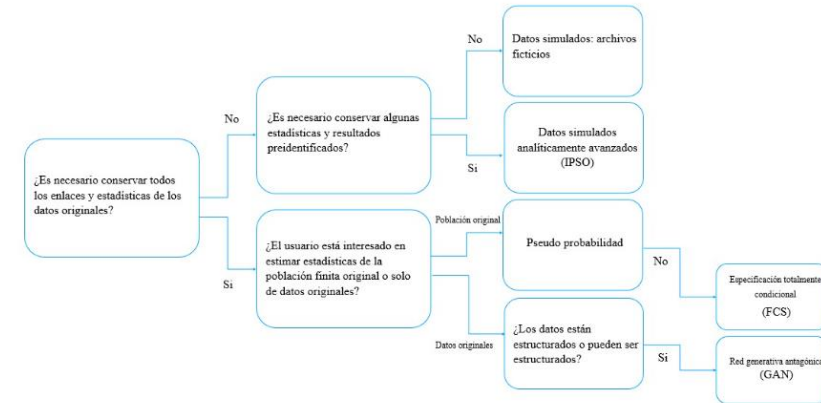 No
Datos simulados: archivos
ficticios
¿Es necesario conservar algunas
estadísticas y resultados
preidentificados?
No
Datos simulados
analíticamente avanzados
(IPSO)
Si
¿Es necesario conservar todos
los enlaces y estadísticas de los
datos originales?
Si
¿El usuario está interesado en
estimar estadísticas de la
población finita original o solo
de datos originales?
Población original
Pseudo probabilidad
No
Especificación totalmente
condicional
(FCS)
Datos originales
¿Los datos están
estructurados o pueden ser
estructurados?
Si
Red generativa antagónica
(GAN)